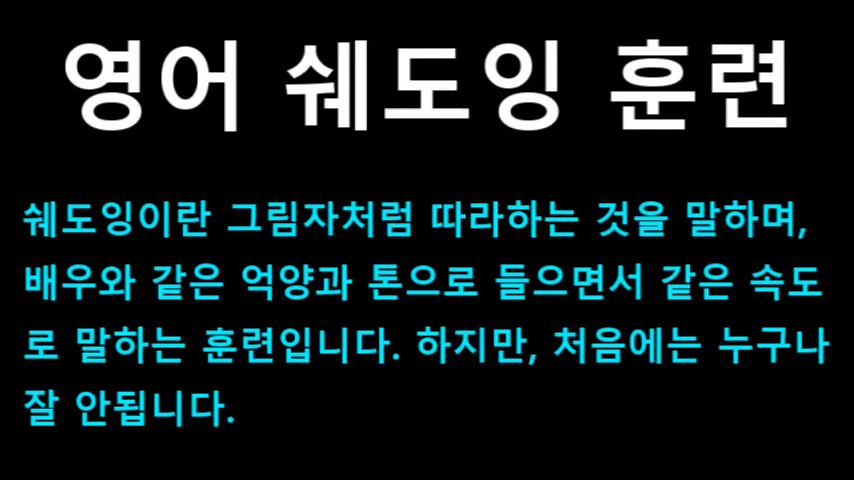 영어 쉐도잉 훈련
쉐도잉이란 그림자처럼 따라하는 것을 말하며,
배우와 같은 억양과 톤으로 들으면서 같은 속도
로 말하는 훈련입니다. 하지만, 처음에는 누구나
잘 안됩니다.